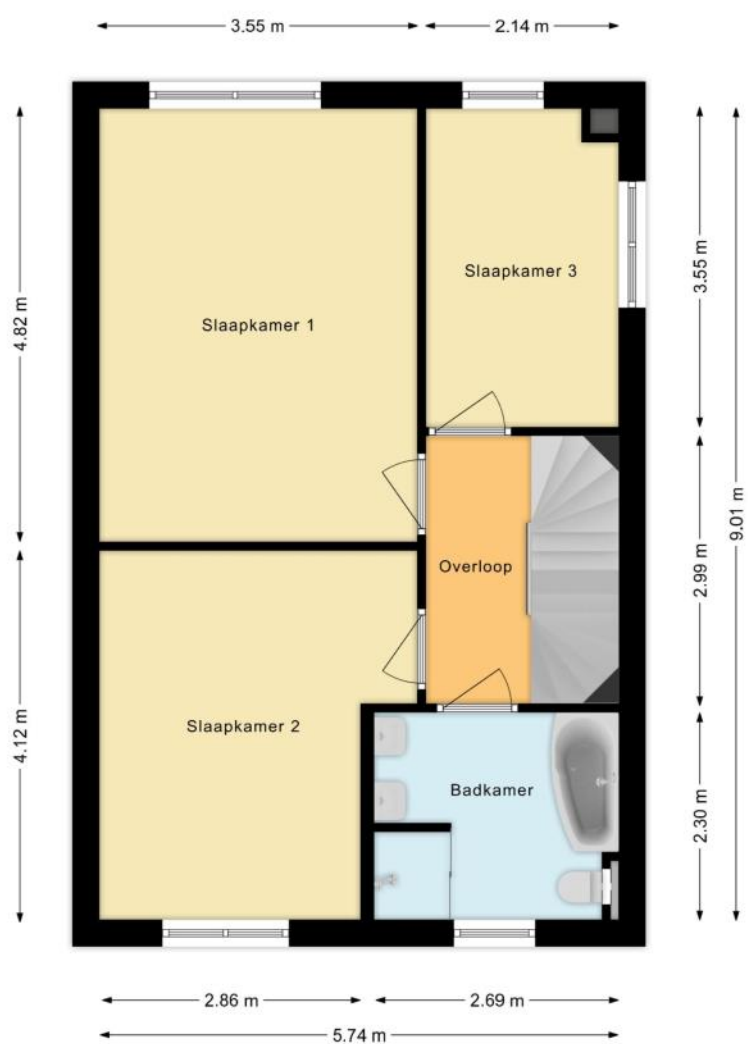 3.55 m
2.14 m
Slaapkamer 3
3.55 m
Slaapkamer 1
4.82 m
9.01 m
Overloop
2.99 m
Slaapkamer 2
4.12 m
Badkamer
2.30 m
2.86 m
2.69 m
5.74 m